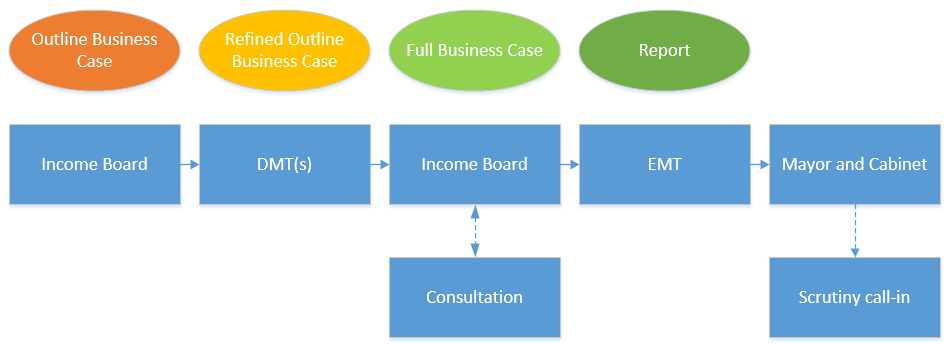 Outline Business
Case
Refined Outline
Business Case
Full Business Case
Report
Income Board
DMT(s)
Income Board
EMT
Mayor and Cabinet
Consultation
Scrutiny call-in